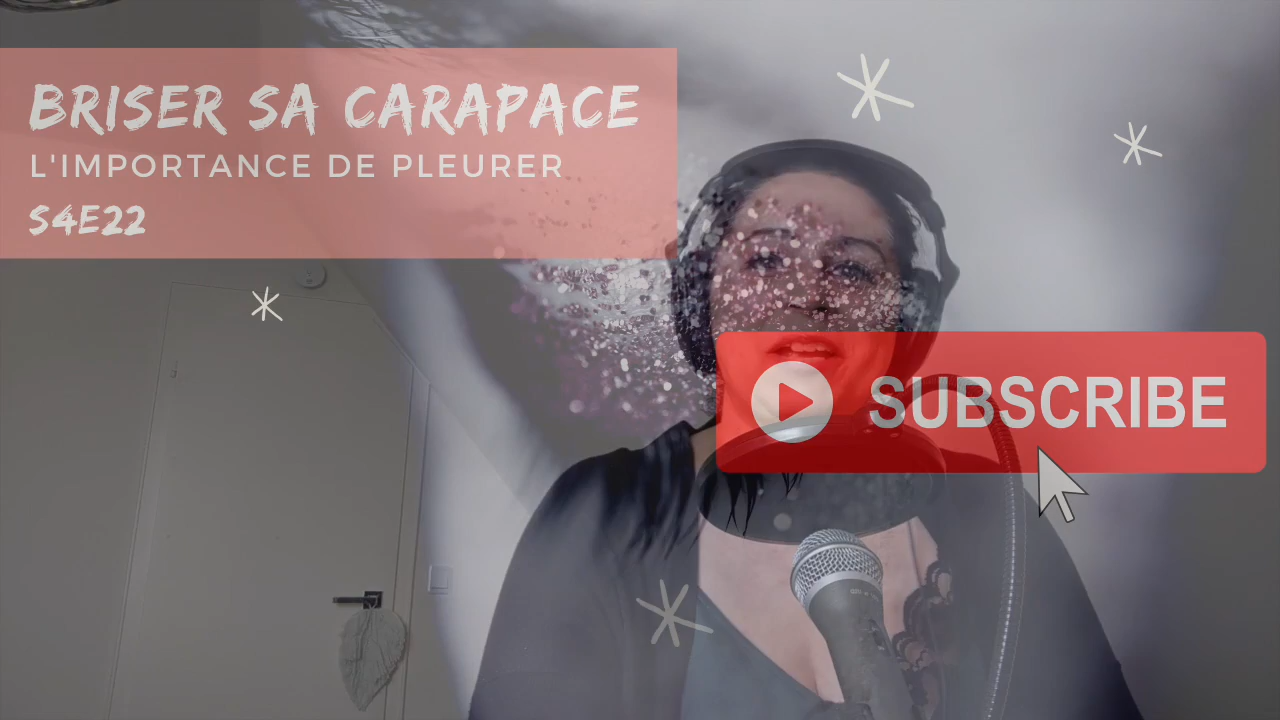 BRISER SA CARAPACE
L'IMPORTANCE DE PLEURER
S4E22
SUBSCRIBE